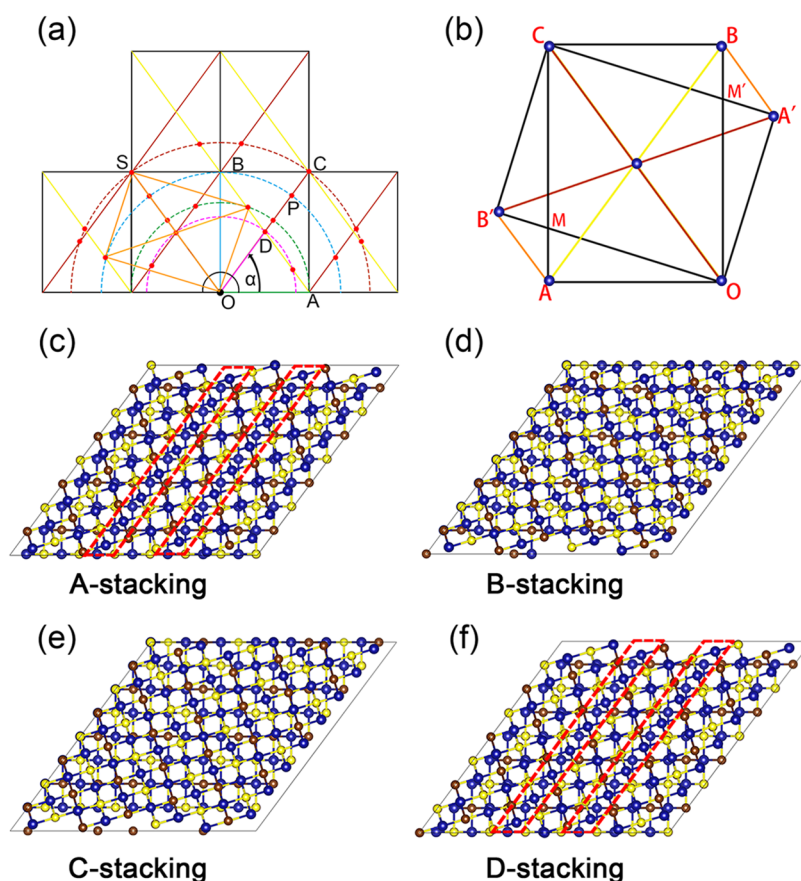 (a)
S
B
C
P
D
α
O
A
(b)
C
B
M′
A′
B′
M
A
O
(c)
A-stacking
(d)
B-stacking
(e)
C-stacking
(f)
D-stacking